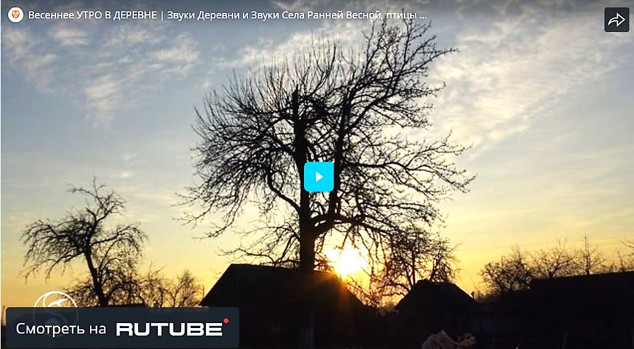 Весеннее УТРО В ДЕРЕВНЕ | Звуки Деревни и Звуки Села Ранней Весной, птицы ...
Смотреть на RUTUBE